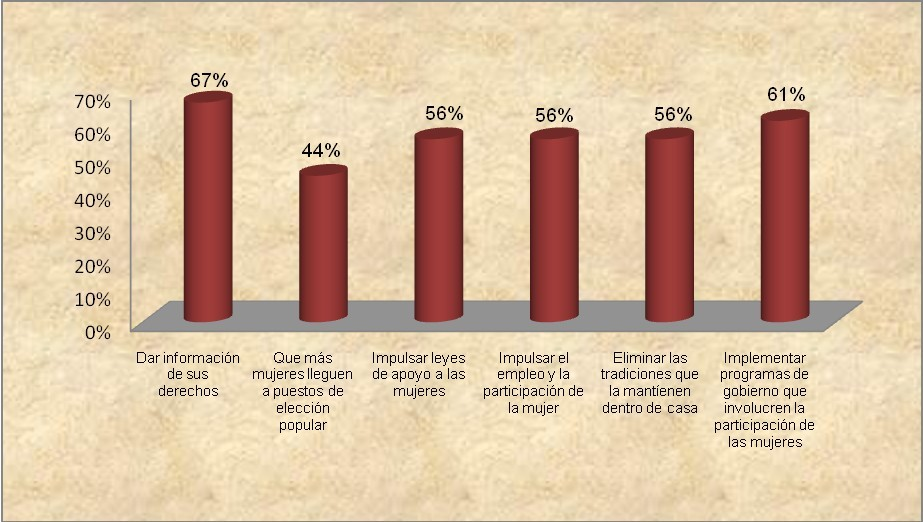 67%
44%
56%
56%
56%
61%
70%
60%
50%
40%
30%
20%
10%
0%
Dar información
de sus
derechos
Que más
mujeres lleguen
a puestos de
elección
popular
Impulsar leyes
de apoyo a las
mujeres
Impulsar el
empleo y la
participación de
la mujer
Eliminar las
tradiciones que
la mantíenen
dentro de casa
Implementar
programas de
gobierno que
involucren la
participación de
las mujeres